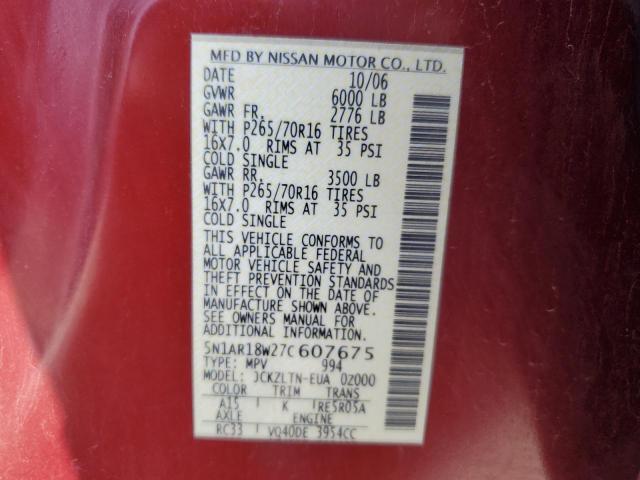 MFD BY NISSAN MOTOR CO., LTD.
DATE 10/06
GVWR 6000 LB
GAWR FR. 2776 LB
WITH P265/70R16 TIRES
16X7.0 RIMS AT 35 PSI
COLD SINGLE
GAWR RR. 3500 LB
WITH P265/70R16 TIRES
16X7.0 RIMS AT 35 PSI
COLD SINGLE
THIS VEHICLE CONFORMS TO
ALL APPLICABLE FEDERAL
MOTOR VEHICLE SAFETY AND
THEFT PREVENTION STANDARDS
IN EFFECT ON THE DATE OF
MANUFACTURE SHOWN ABOVE.
SEE OWNERS MANUAL FOR
ADDITIONAL INFORMATION.
5N1AR18W27C607675
TYPE: MPV 994
MODEL: JCKZLTN-EUA 0Z000
COLOR TRIM TRANS
A15 K RE5R05A
AXLE ENGINE
RC33 VQ40DE 3954CC